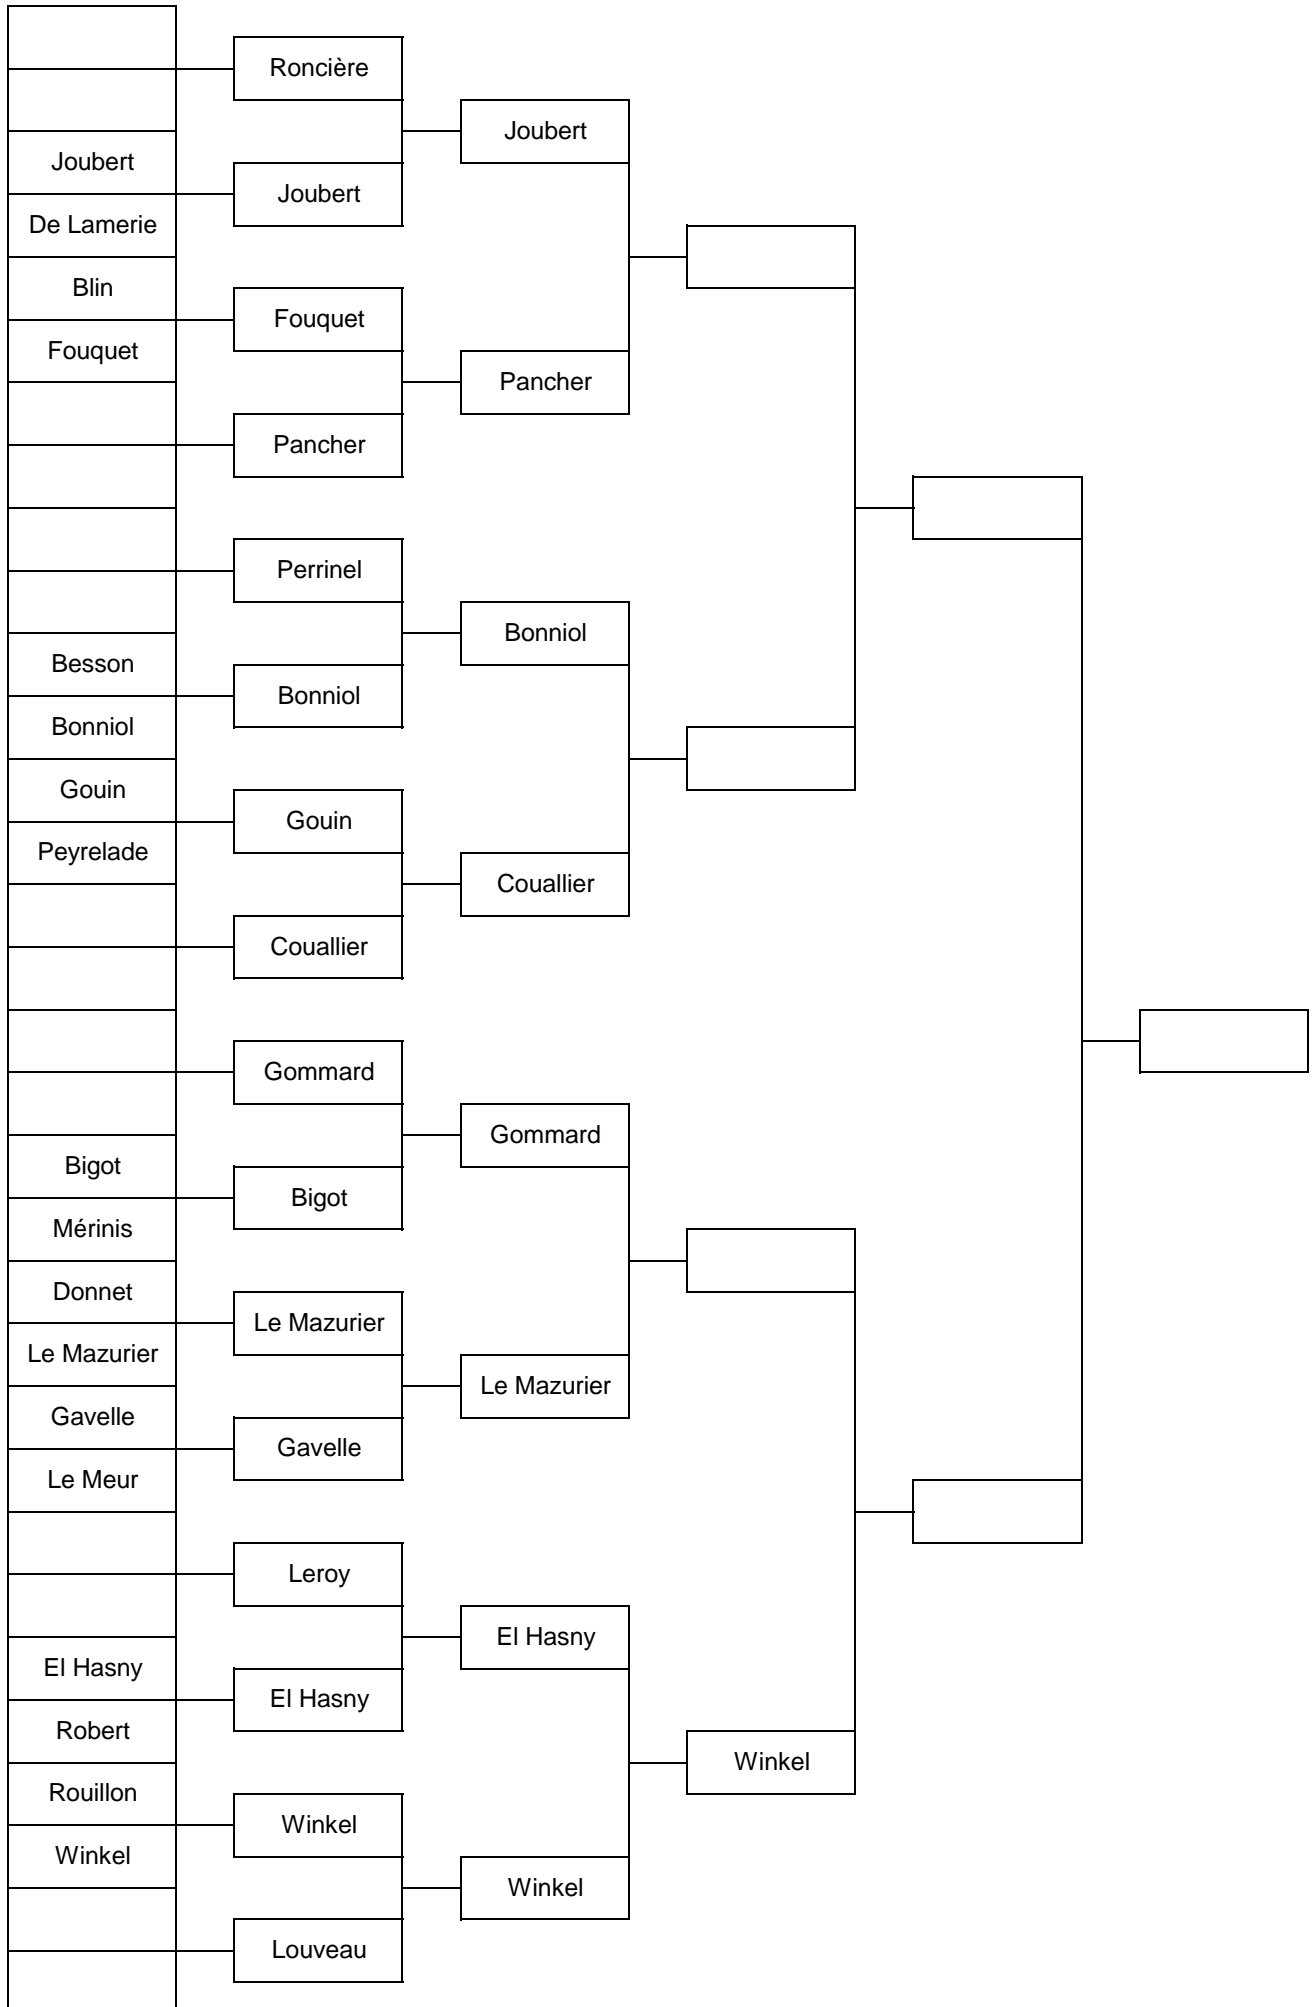 Roncière
Joubert
Joubert
Joubert
De Lamerie
Blin
Fouquet
Fouquet
Pancher
Pancher
Perrinel
Bonniol
Besson
Bonniol
Bonniol
Gouin
Gouin
Peyrelade
Couallier
Couallier
Gommard
Gommard
Bigot
Bigot
Mérinis
Donnet
Le Mazurier
Le Mazurier
Le Mazurier
Gavelle
Gavelle
Le Meur
Leroy
El Hasny
El Hasny
El Hasny
Robert
Winkel
Rouillon
Winkel
Winkel
Winkel
Louveau